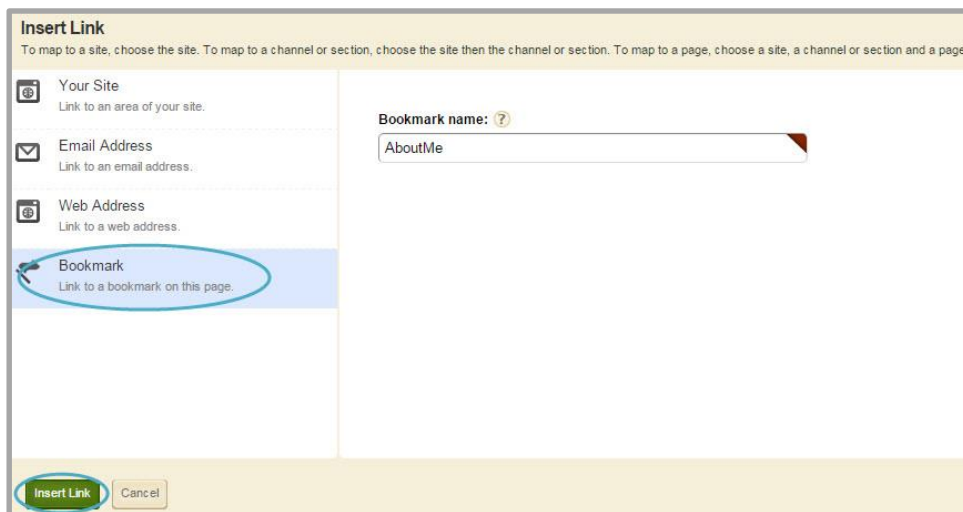 Insert Link
To map to a site, choose the site. To map to a channel or section, choose the site then the channel or section. To map to a page, choose a site, a channel or section and a page
Your Site
Link to an area of your site.
Email Address
Link to an email address.
Web Address
Link to a web address.
Bookmark
Link to a bookmark on this page.
Bookmark name: ?
AboutMe
Insert Link Cancel